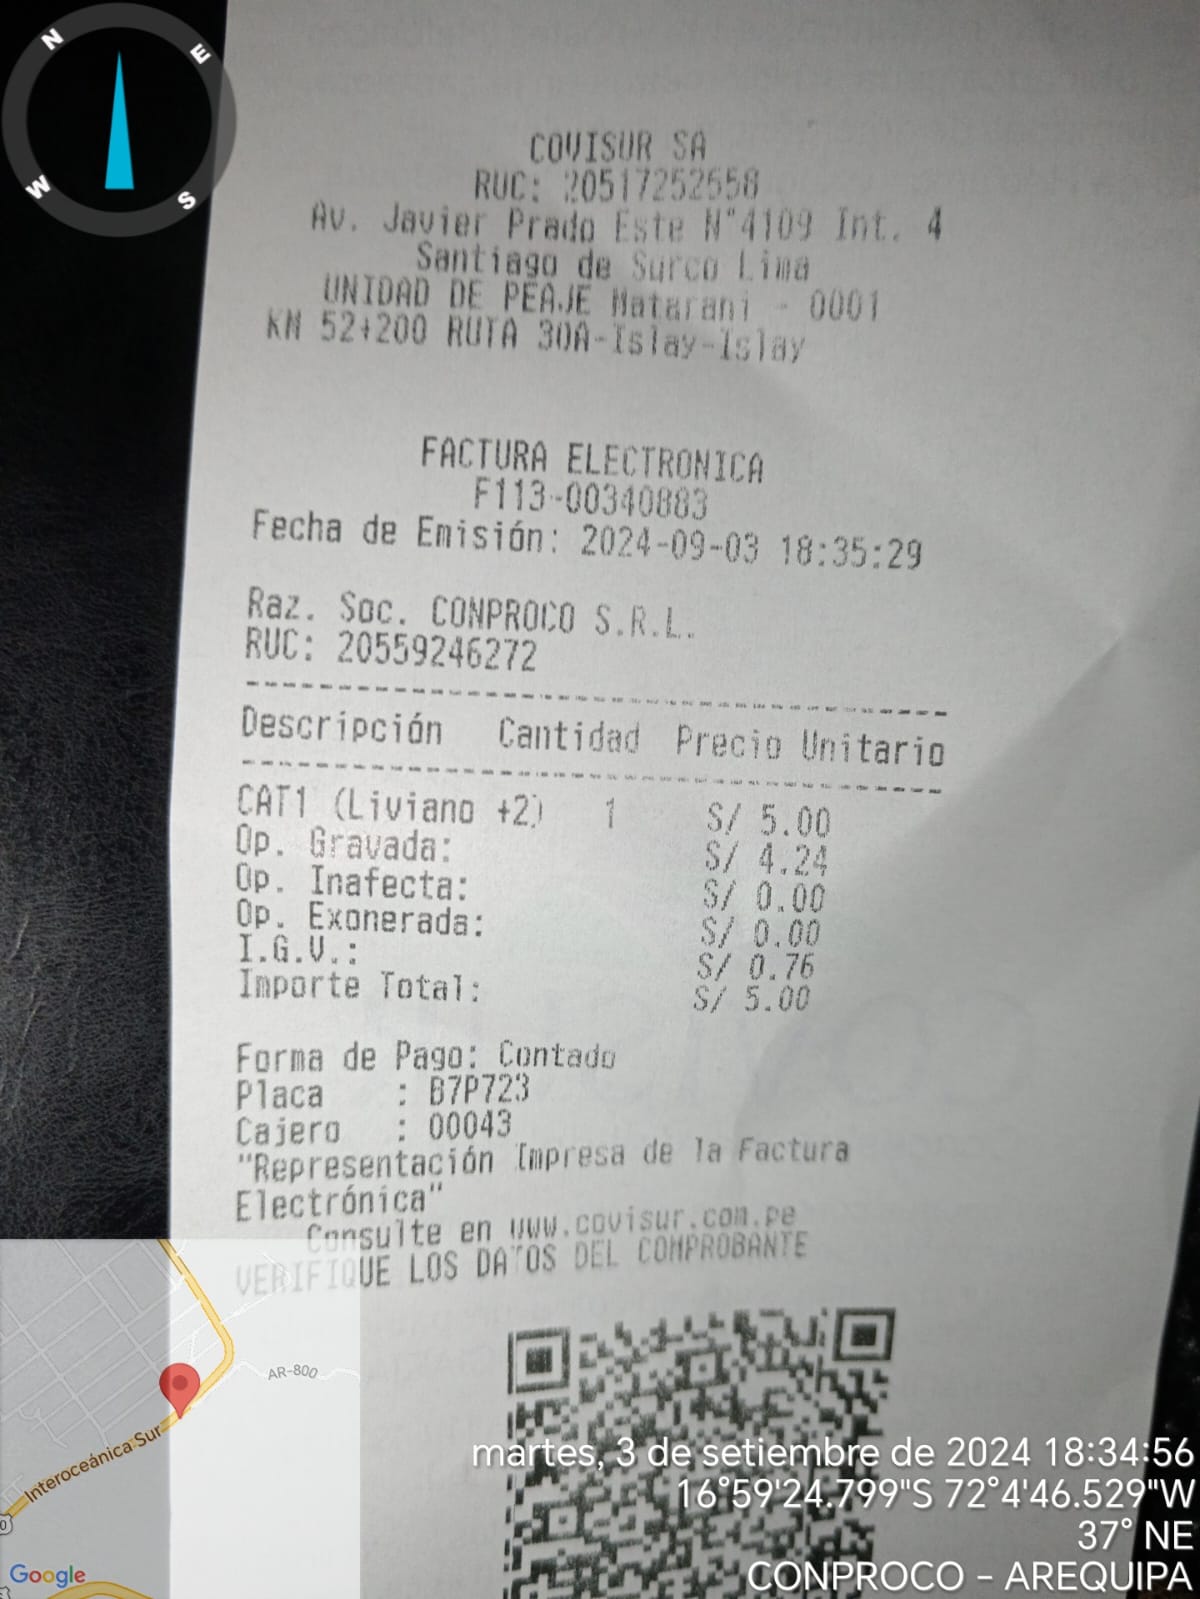 N
E
W
S
COVISUR SA
RUC: 20517252558
Av. Javier Prado Este N°4109 Int. 4
Santiago de Surco Lima
UNIDAD DE PEAJE Matarani - 0001
KM 52+200 RUTA 30A-Islay-Islay
FACTURA ELECTRONICA
F113-00340883
Fecha de Emisión: 2024-09-03 18:35:29
Raz. Soc. CONPROCO S.R.L.
RUC: 20559246272
Descripción Cantidad Precio Unitario
CAT1 (Liviano +2) 1 S/ 5.00
Op. Gravada: S/ 4.24
Op. Inafecta: S/ 0.00
Op. Exonerada: S/ 0.00
I.G.V.: S/ 0.76
Importe Total: S/ 5.00
Forma de Pago: Contado
Placa : B7P723
Cajero : 00043
"Representación Impresa de la Factura
Electrónica"
Consulte en www.covisur.com.pe
VERIFIQUE LOS DATOS DEL COMPROBANTE
AR-800
Interoceánica Sur
Google
martes, 3 de setiembre de 2024 18:34:56
16°59'24.799"S 72°4'46.529"W
37° NE
CONPROCO - AREQUIPA